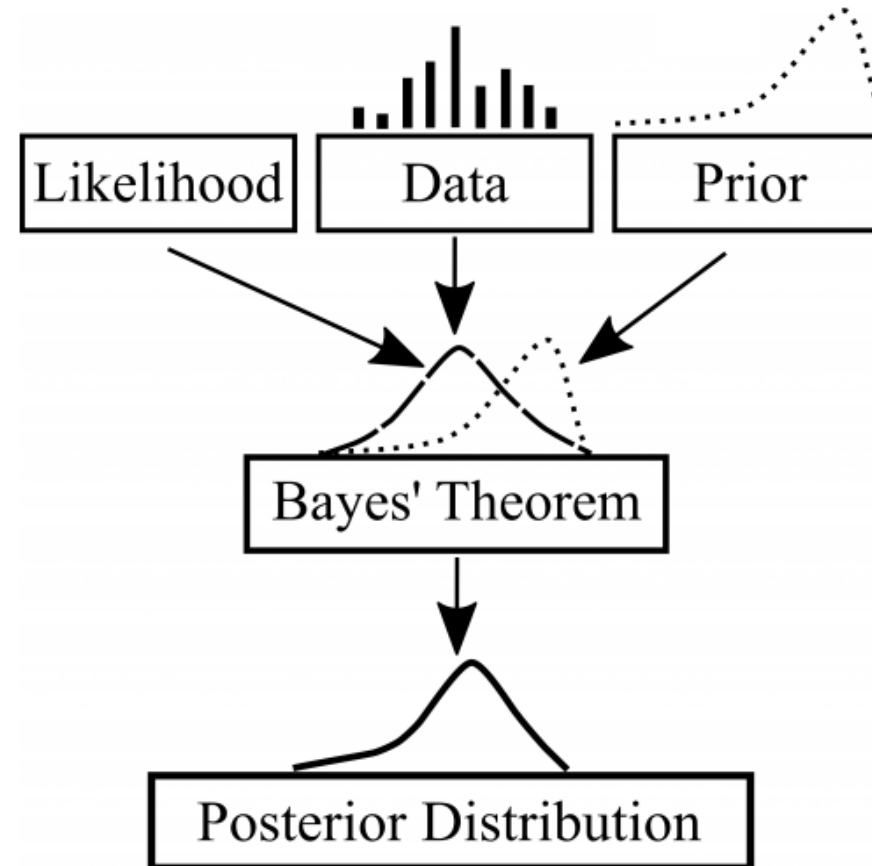 Likelihood
Data
Prior
Bayes' Theorem
Posterior Distribution